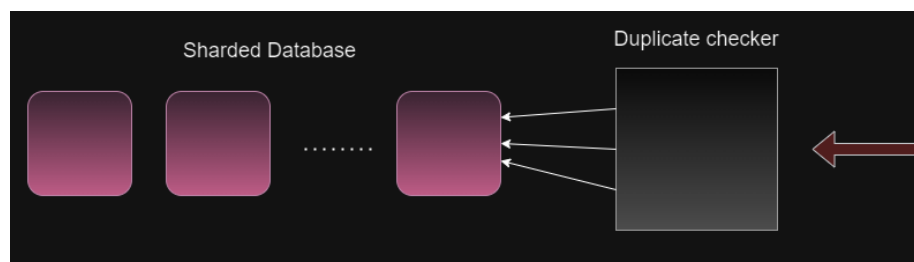 Sharded Database
Duplicate checker
........